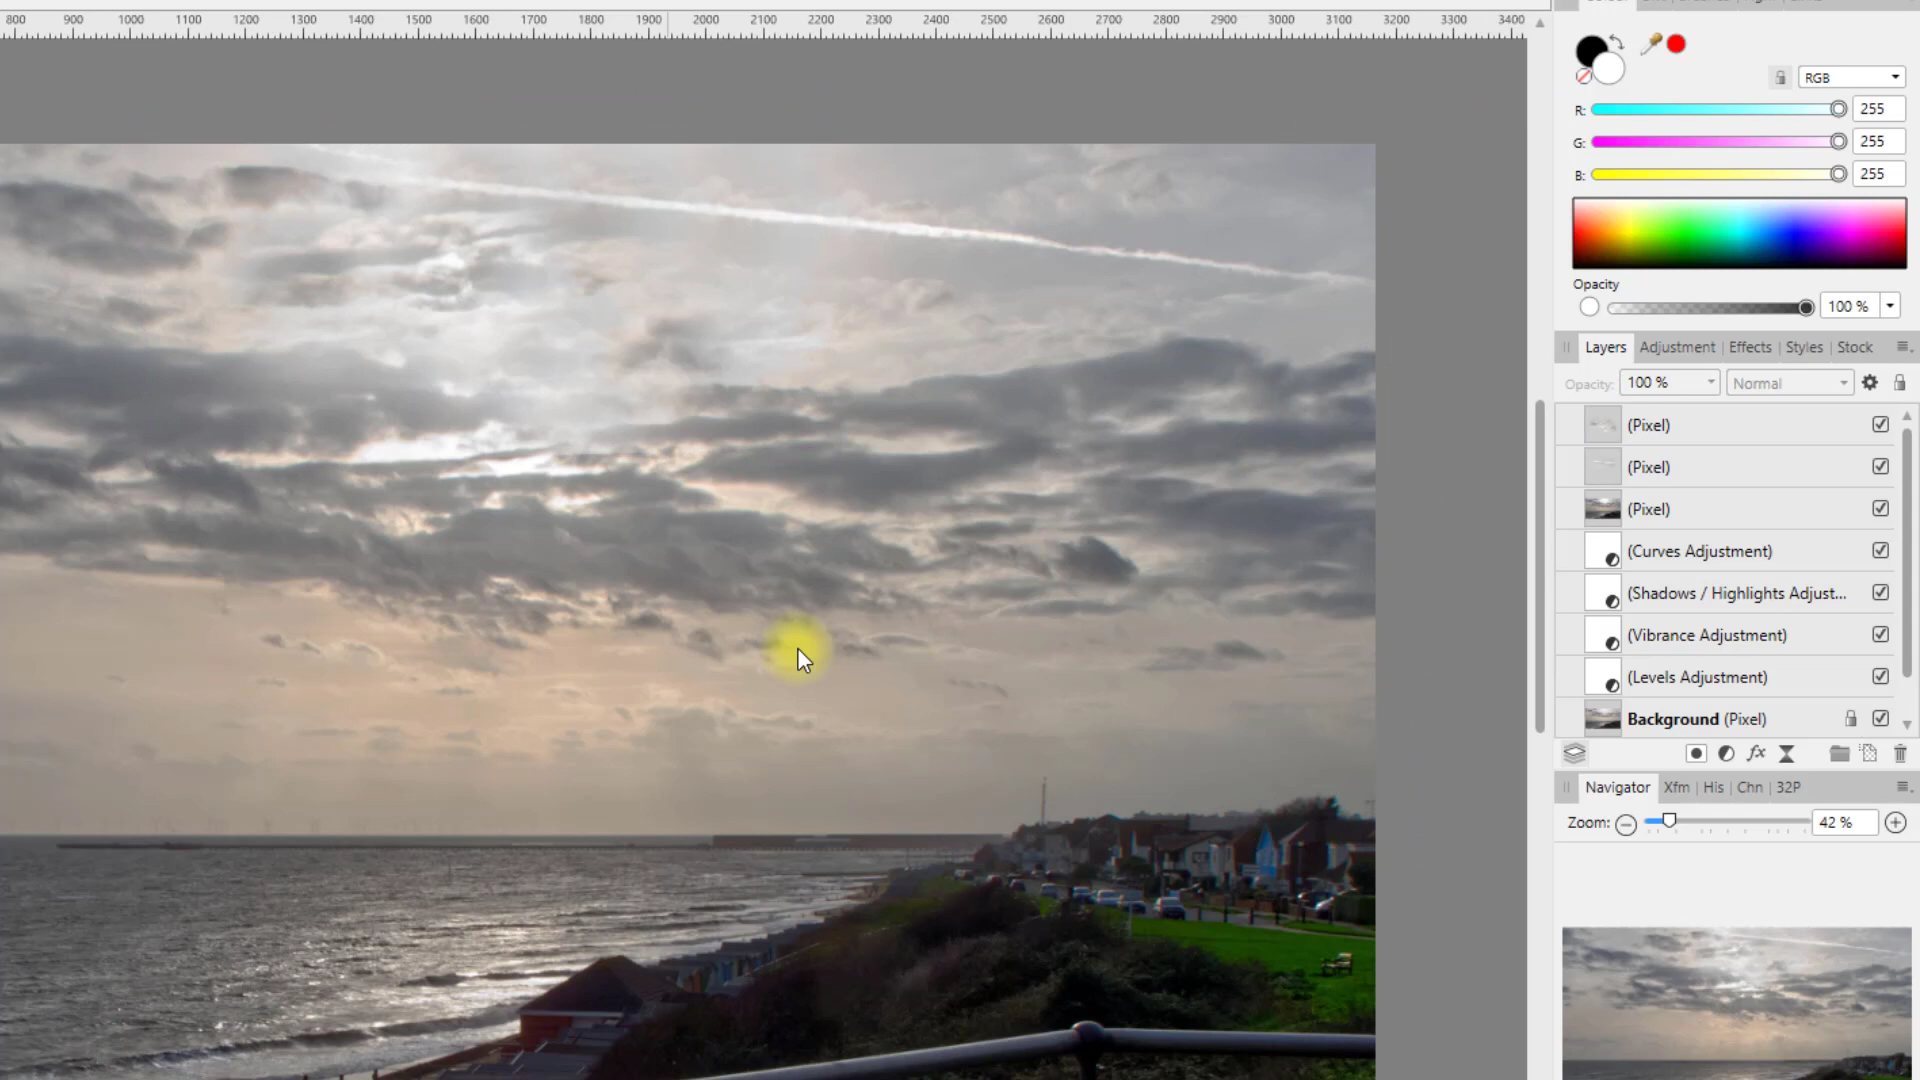 800 900 1000 1100 1200 1300 1400 1500 1600 1700 1800 1900 2000 2100 2200 2300 2400 2500 2600 2700 2800 2900 3000 3100 3200 3300 3400
RGB
R: 255
G: 255
B: 255
Opacity
100 %
Layers Adjustment | Effects | Styles | Stock
Opacity: 100 % Normal
(Pixel)
(Pixel)
(Pixel)
(Curves Adjustment)
(Shadows / Highlights Adjust...
(Vibrance Adjustment)
(Levels Adjustment)
Background (Pixel)
fx
Navigator Xfm | His | Chn | 32P
Zoom: 42 %